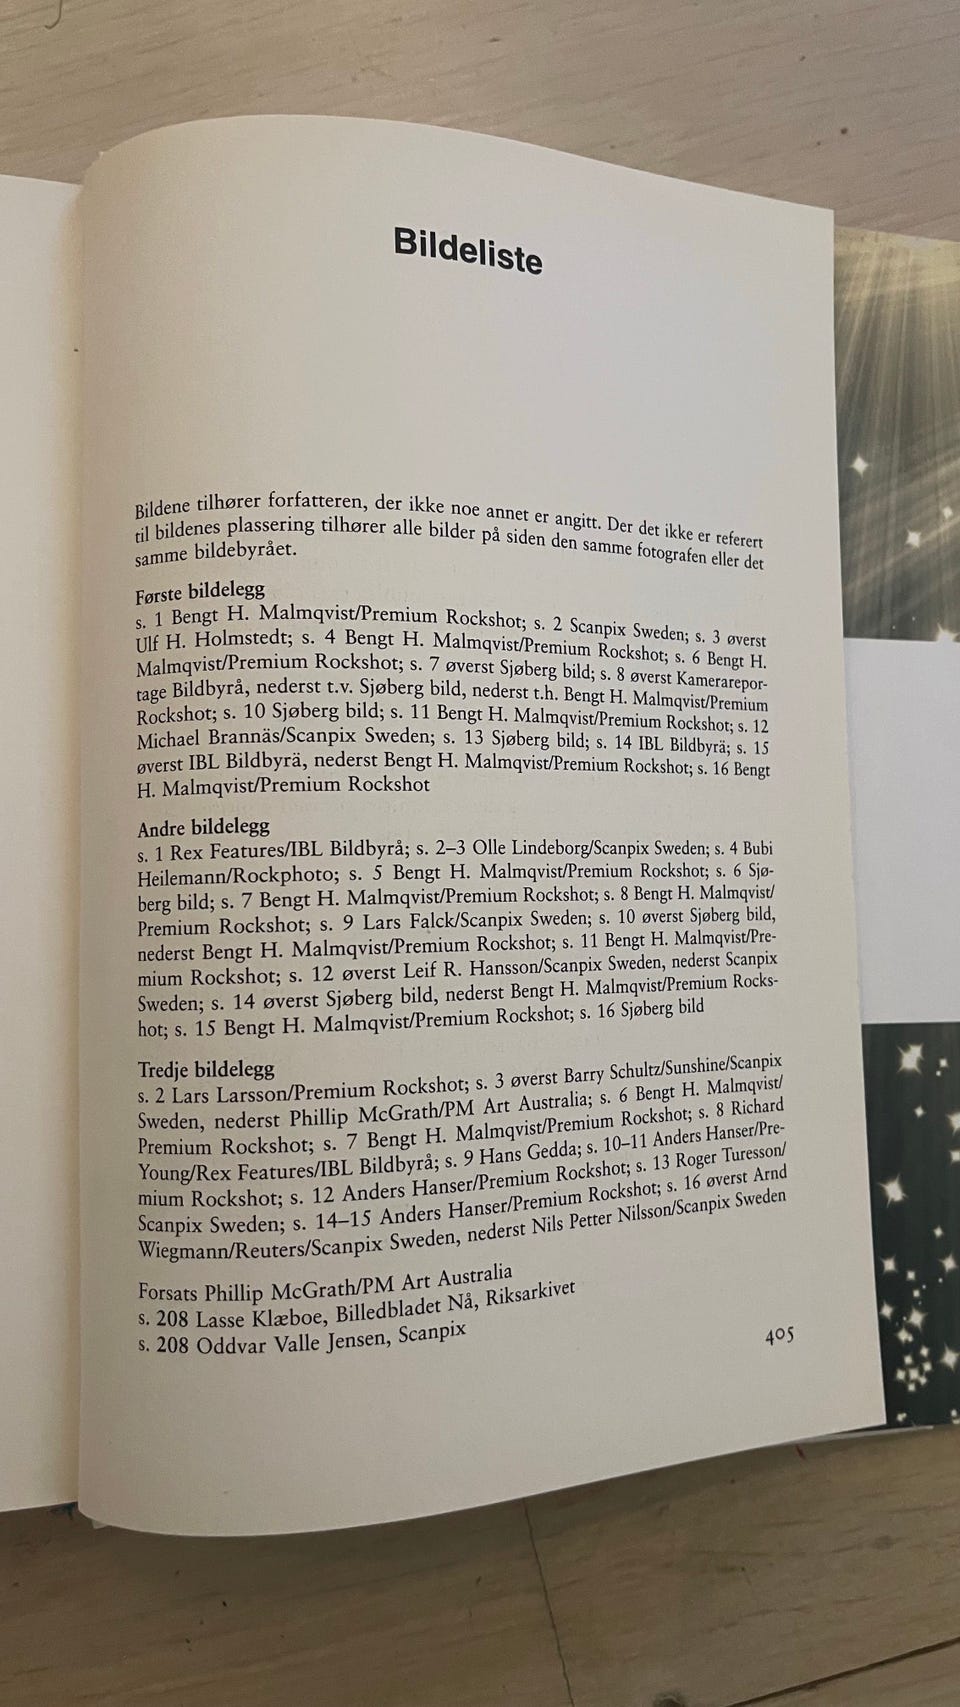 Bildeliste
Bildene tilhører forfatteren, der ikke noe annet er angitt. Der det ikke er referert
til bildenes plassering tilhører alle bilder på siden den samme fotografen eller det
samme bildebyrået.
Første bildelegg
s. 1 Bengt H. Malmqvist/Premium Rockshot; s. 2 Scanpix Sweden; s. 3 øverst
Ulf H. Holmstedt; s. 4 Bengt H. Malmqvist/Premium Rockshot; s. 6 Bengt H.
Malmqvist/Premium Rockshot; s. 7 øverst Sjøberg bild; s. 8 øverst Kamerarepor-
tage Bildbyrå, nederst t.v. Sjøberg bild, nederst t.h. Bengt H. Malmqvist/Premium
Rockshot; s. 10 Sjøberg bild; s. 11 Bengt H. Malmqvist/Premium Rockshot; s. 12
Michael Brannäs/Scanpix Sweden; s. 13 Sjøberg bild; s. 14 IBL Bildbyrä; s. 15
øverst IBL Bildbyrä, nederst Bengt H. Malmqvist/Premium Rockshot; s. 16 Bengt
H. Malmqvist/Premium Rockshot
Andre bildelegg
s. 1 Rex Features/IBL Bildbyrå; s. 2–3 Olle Lindeborg/Scanpix Sweden; s. 4 Bubi
Heilemann/Rockphoto; s. 5 Bengt H. Malmqvist/Premium Rockshot; s. 6 Sjø-
berg bild; s. 7 Bengt H. Malmqvist/Premium Rockshot; s. 8 Bengt H. Malmqvist/
Premium Rockshot; s. 9 Lars Falck/Scanpix Sweden; s. 10 øverst Sjøberg bild,
nederst Bengt H. Malmqvist/Premium Rockshot; s. 11 Bengt H. Malmqvist/Pre-
mium Rockshot; s. 12 øverst Leif R. Hansson/Scanpix Sweden, nederst Scanpix
Sweden; s. 14 øverst Sjøberg bild, nederst Bengt H. Malmqvist/Premium Rocks-
hot; s. 15 Bengt H. Malmqvist/Premium Rockshot; s. 16 Sjøberg bild
Tredje bildelegg
s. 2 Lars Larsson/Premium Rockshot; s. 3 øverst Barry Schultz/Sunshine/Scanpix
Sweden, nederst Phillip McGrath/PM Art Australia; s. 6 Bengt H. Malmqvist/
Premium Rockshot; s. 7 Bengt H. Malmqvist/Premium Rockshot; s. 8 Richard
Young/Rex Features/IBL Bildbyrå; s. 9 Hans Gedda; s. 10–11 Anders Hanser/Pre-
mium Rockshot; s. 12 Anders Hanser/Premium Rockshot; s. 13 Roger Turesson/
Scanpix Sweden; s. 14–15 Anders Hanser/Premium Rockshot; s. 16 øverst Arnd
Wiegmann/Reuters/Scanpix Sweden, nederst Nils Petter Nilsson/Scanpix Sweden
Forsats Phillip McGrath/PM Art Australia
s. 208 Lasse Klæboe, Billedbladet Nå, Riksarkivet
s. 208 Oddvar Valle Jensen, Scanpix
405